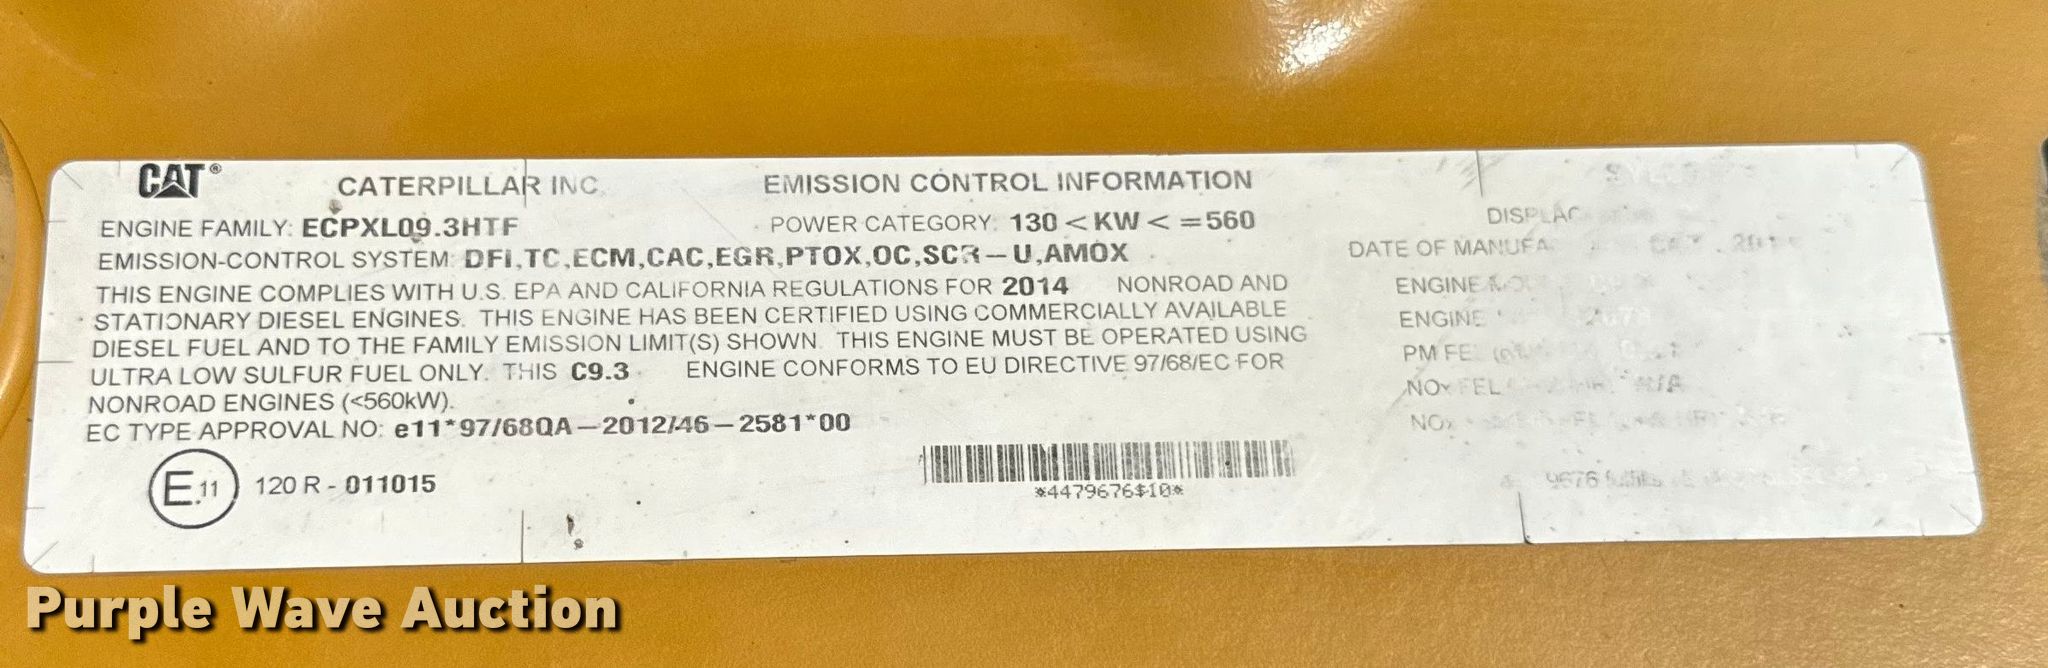 CAT® CATERPILLAR INC. EMISSION CONTROL INFORMATION
ENGINE FAMILY: ECPXL09.3HTF POWER CATEGORY: 130 < KW < =560
EMISSION-CONTROL SYSTEM: DFI,TC,ECM,CAC,EGR,PTOX,OC,SCR-U,AMOX
THIS ENGINE COMPLIES WITH U.S. EPA AND CALIFORNIA REGULATIONS FOR 2014 NONROAD AND
STATIONARY DIESEL ENGINES. THIS ENGINE HAS BEEN CERTIFIED USING COMMERCIALLY AVAILABLE
DIESEL FUEL AND TO THE FAMILY EMISSION LIMIT(S) SHOWN. THIS ENGINE MUST BE OPERATED USING
ULTRA LOW SULFUR FUEL ONLY. THIS C9.3 ENGINE CONFORMS TO EU DIRECTIVE 97/68/EC FOR
NONROAD ENGINES (<560kW).
EC TYPE APPROVAL NO: e11*97/68QA-2012/46-2581*00
E11 120 R - 011015
*4479676$10*
DATE OF
ENGINE
ENGINE
PM FEL
NOx FEL
Purple Wave Auction